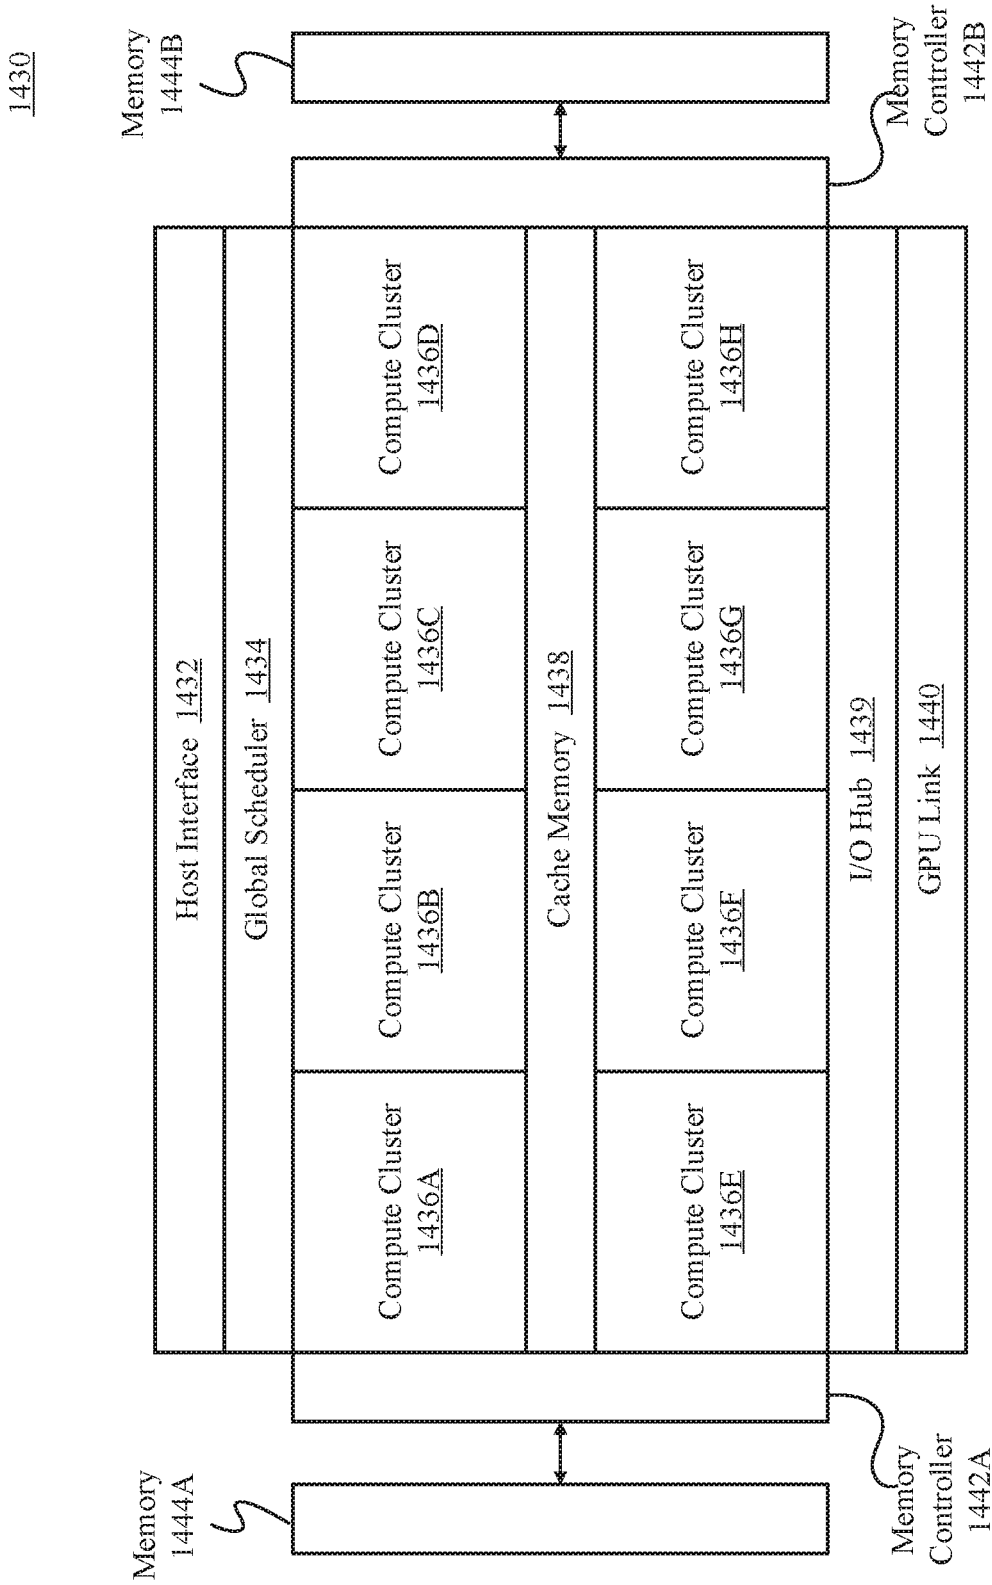 1430
Memory
1444A
Memory
1444B
Host Interface 1432
Global Scheduler 1434
Compute Cluster
1436A
Compute Cluster
1436B
Compute Cluster
1436C
Compute Cluster
1436D
Cache Memory 1438
Compute Cluster
1436E
Compute Cluster
1436F
Compute Cluster
1436G
Compute Cluster
1436H
I/O Hub 1439
GPU Link 1440
Memory
Controller
1442A
Memory
Controller
1442B